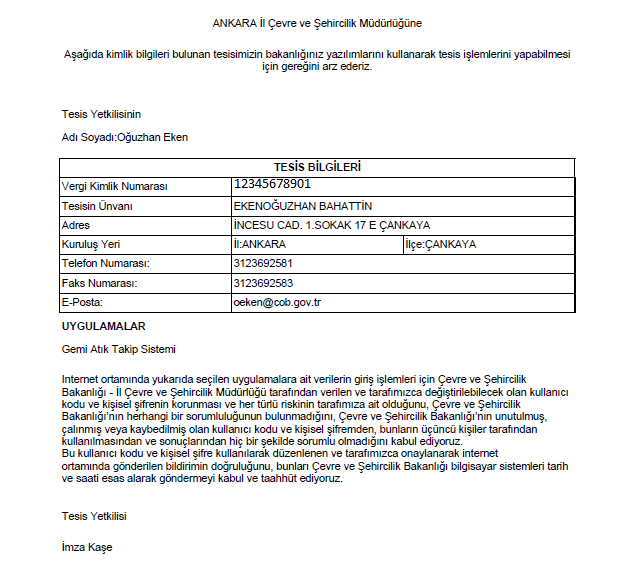 ANKARA İl Çevre ve Şehircilik Müdürlüğüne
Aşağıda kimlik bilgileri bulunan tesisimizin bakanlığınız yazılımlarını kullanarak tesis işlemlerini yapabilmesi
için gereğini arz ederiz.
Tesis Yetkilisinin
Adı Soyadı:Oğuzhan Eken
TESİS BİLGİLERİ
Vergi Kimlik Numarası 12345678901
Tesisin Ünvanı EKENOĞUZHAN BAHATTİN
Adres İNCESU CAD. 1.SOKAK 17 E ÇANKAYA
Kuruluş Yeri İl:ANKARA İlçe:ÇANKAYA
Telefon Numarası: 3123692581
Faks Numarası: 3123692583
E-Posta: oeken@cob.gov.tr
UYGULAMALAR
Gemi Atık Takip Sistemi
Internet ortamında yukarıda seçilen uygulamalara ait verilerin giriş işlemleri için Çevre ve Şehircilik
Bakanlığı - İl Çevre ve Şehircilik Müdürlüğü tarafından verilen ve tarafımızca değiştirilebilecek olan kullanıcı
kodu ve kişisel şifrenin korunması ve her türlü riskinin tarafımıza ait olduğunu, Çevre ve Şehircilik
Bakanlığı'nın herhangi bir sorumluluğunun bulunmadığını, Çevre ve Şehircilik Bakanlığı'nın unutulmuş,
çalınmış veya kaybedilmiş olan kullanıcı kodu ve kişisel şifremden, bunların üçüncü kişiler tarafından
kullanılmasından ve sonuçlarından hiç bir şekilde sorumlu olmadığını kabul ediyoruz.
Bu kullanıcı kodu ve kişisel şifre kullanılarak düzenlenen ve tarafımızca onaylanarak internet
ortamında gönderilen bildirimin doğruluğunu, bunları Çevre ve Şehircilik Bakanlığı bilgisayar sistemleri tarih
ve saati esas alarak göndermeyi kabul ve taahhüt ediyoruz.
Tesis Yetkilisi
İmza Kaşe